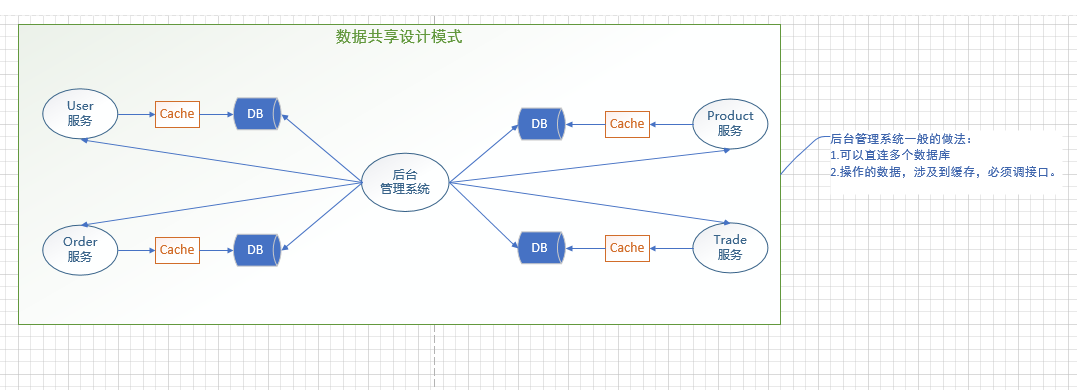 数据共享设计模式
User
服务
Cache
DB
DB
Cache
Product
服务
后台
管理系统
Order
服务
Cache
DB
DB
Cache
Trade
服务
后台管理系统一般的做法：
1.可以直连多个数据库
2.操作的数据，涉及到缓存，必须调接口。